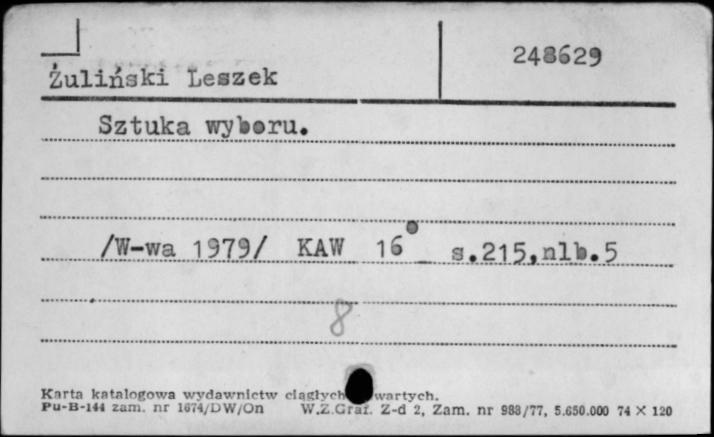 248629
Żuliński Leszek
Sztuka wyboru.
/W-wa 1979/ KAW 16° s.215,nlb.5
8
Karta katalogowa wydawnictw ciągłych wartych.
Pu-B-144 zam. nr 1674/DW/On W.Z.Graf. Z-d 2, Zam. nr 988/77, 5.650.000 74 X 120